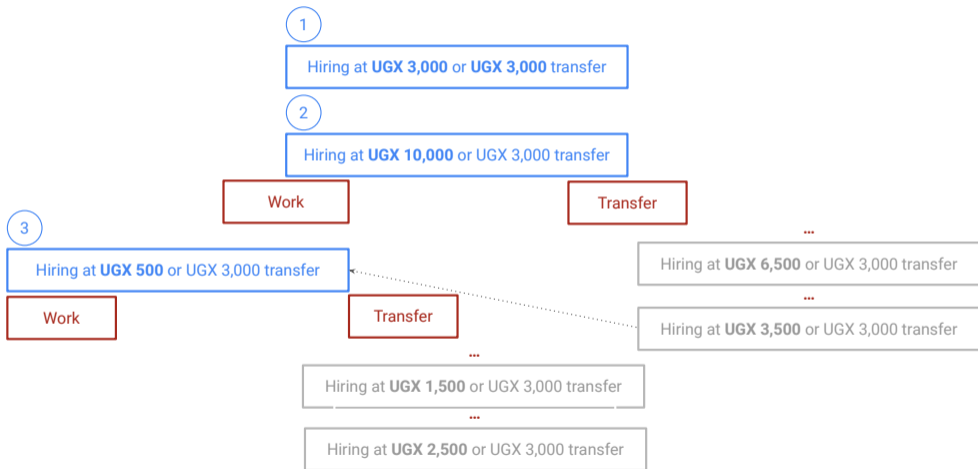 1
Hiring at UGX 3,000 or UGX 3,000 transfer
2
Hiring at UGX 10,000 or UGX 3,000 transfer
Work
Transfer
3
...
Hiring at UGX 500 or UGX 3,000 transfer
Hiring at UGX 6,500 or UGX 3,000 transfer
...
Work
Transfer
Hiring at UGX 3,500 or UGX 3,000 transfer
...
Hiring at UGX 1,500 or UGX 3,000 transfer
...
Hiring at UGX 2,500 or UGX 3,000 transfer